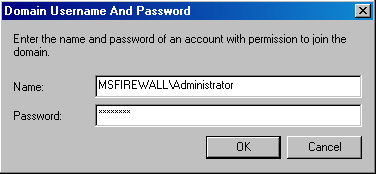 Domain Username And Password
Enter the name and password of an account with permission to join the
domain.
Name:
MSFIREWALL\Administrator
Password:
********
OK
Cancel